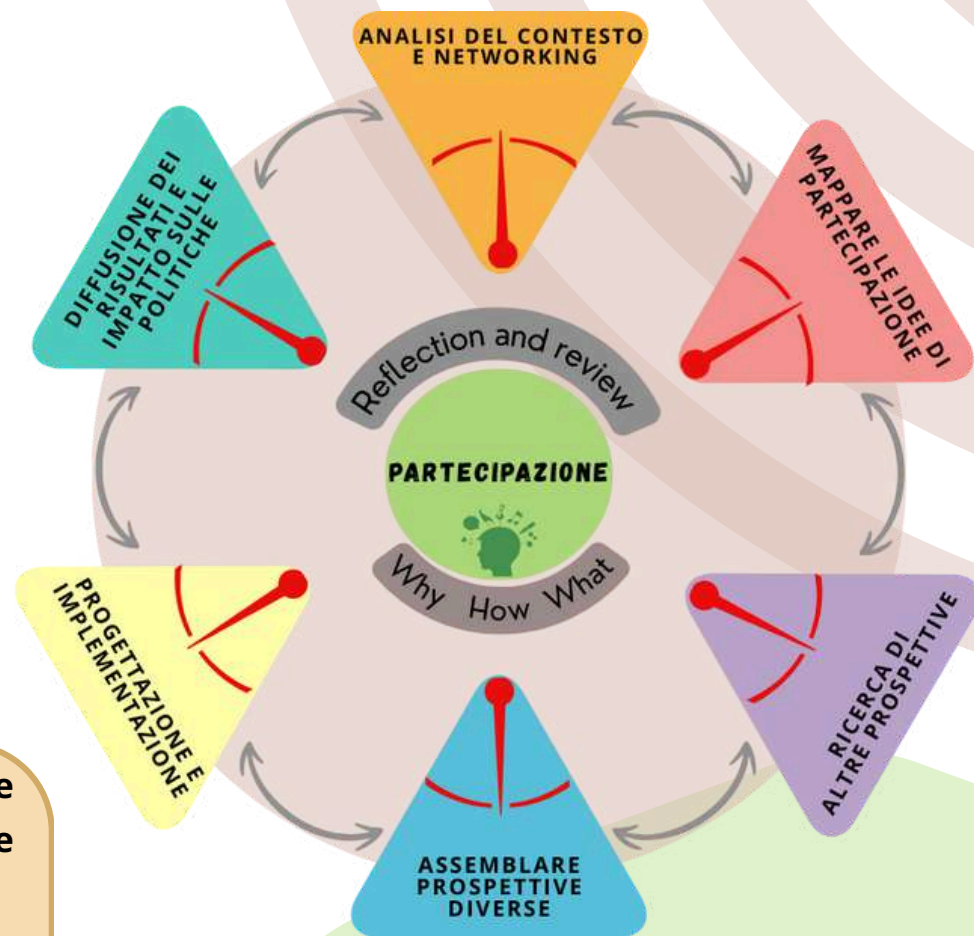 ANALISI DEL CONTESTO
E NETWORKING
MAPPARE LE IDEE DI
PARTECIPAZIONE
RICERCA DI
ALTRE PROSPETTIVE
ASSEMBLARE
PROSPETTIVE
DIVERSE
PROGETTAZIONE E
IMPLEMENTAZIONE
DIFFUSIONE DEI
RISULTATI E
IMPATTO SULLE
POLITICHE
Reflection and review
PARTECIPAZIONE
Why How What
e
e